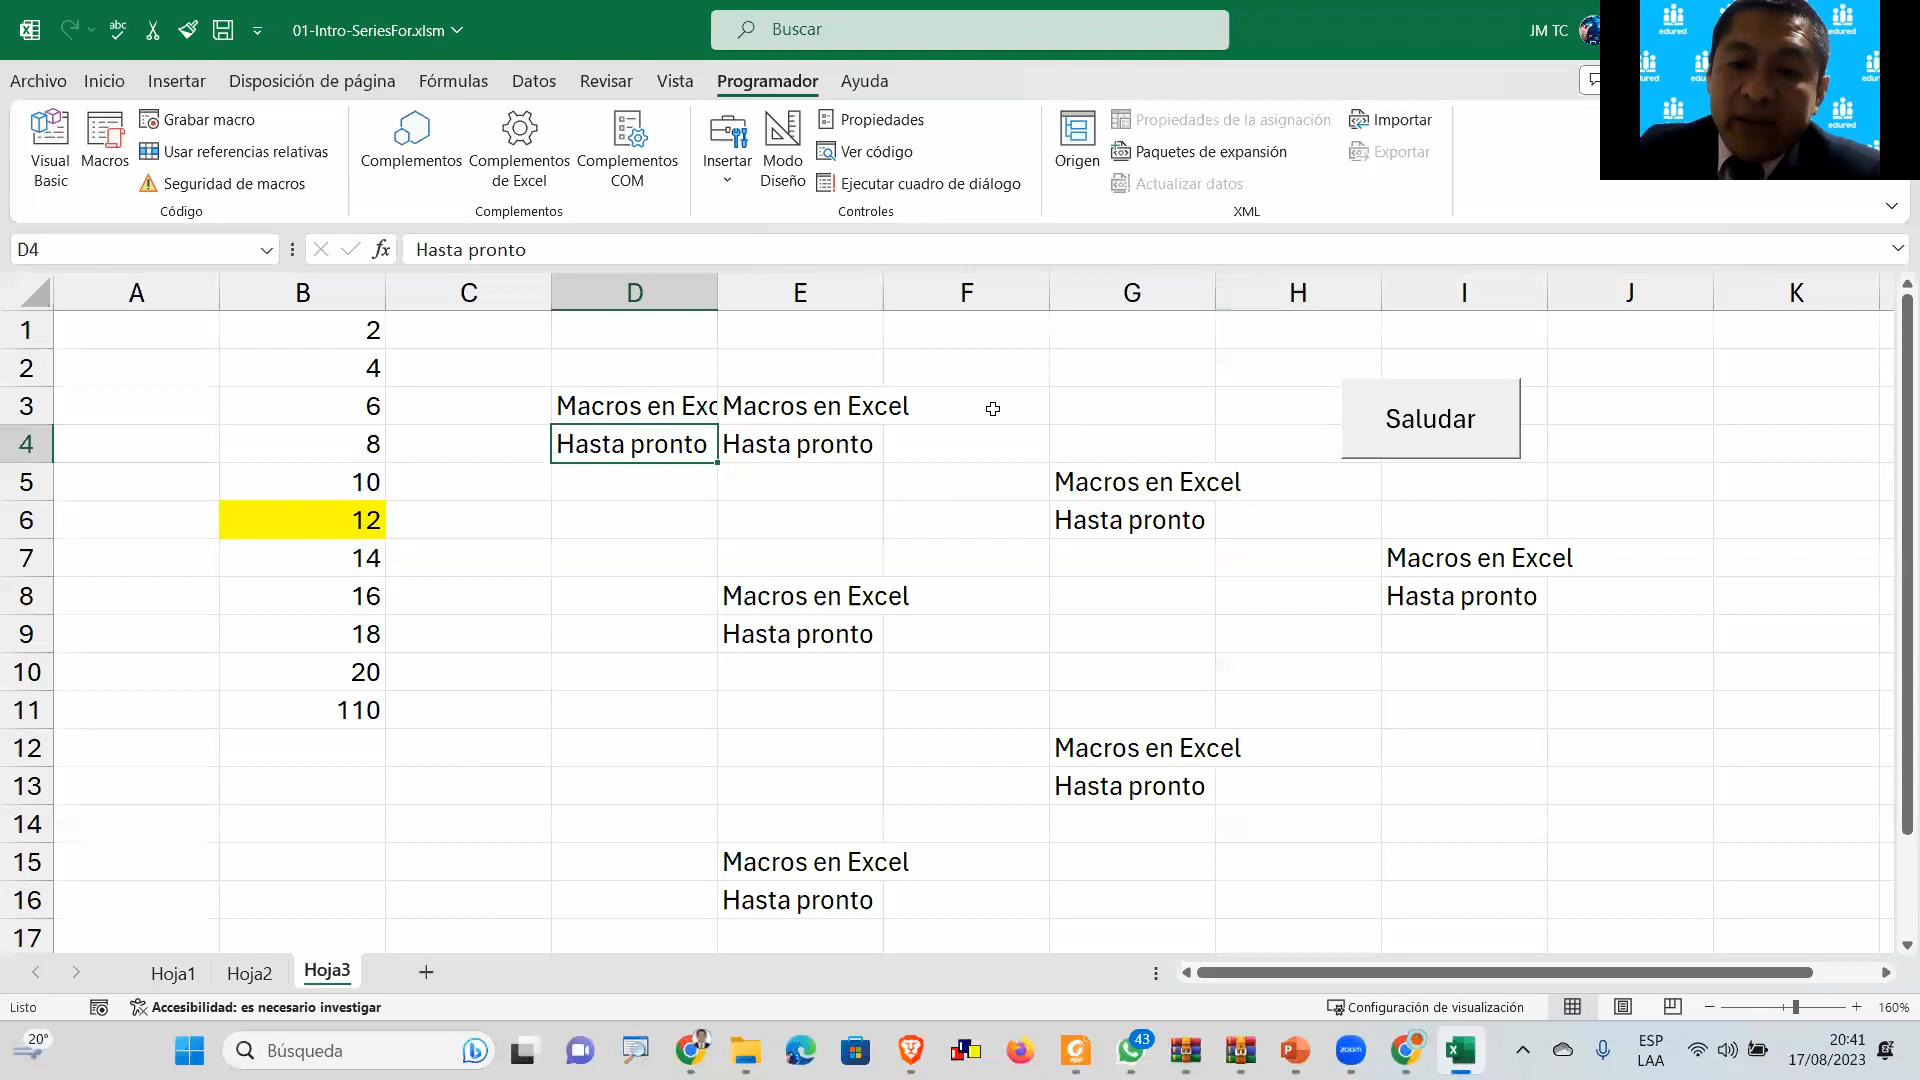 01-Intro-SeriesFor.xlsm
Buscar
JM TC
edured edured
edured edured
Archivo Inicio Insertar Disposición de página Fórmulas Datos Revisar Vista Programador Ayuda
Visual Basic
Macros
Grabar macro
Usar referencias relativas
Seguridad de macros
Código
Complementos
Complementos de Excel
Complementos COM
Complementos
Insertar
Modo Diseño
Propiedades
Ver código
Ejecutar cuadro de diálogo
Controles
Origen
Propiedades de la asignación
Paquetes de expansión
Actualizar datos
Importar
Exportar
XML
D4
fx
Hasta pronto
A B C D E F G H I J K
1 2
2 4
3 6 Macros en Exc Macros en Excel
Saludar
4 8 Hasta pronto Hasta pronto
5 10 Macros en Excel
6 12 Hasta pronto
7 14 Macros en Excel
8 16 Macros en Excel Hasta pronto
9 18 Hasta pronto
10 20
11 110
12 Macros en Excel
13 Hasta pronto
14
15 Macros en Excel
16 Hasta pronto
17
Hoja1 Hoja2 Hoja3
Listo
Accesibilidad: es necesario investigar
Configuración de visualización
160%
20°
Búsqueda
43
zoom
ESP
LAA
20:41
17/08/2023